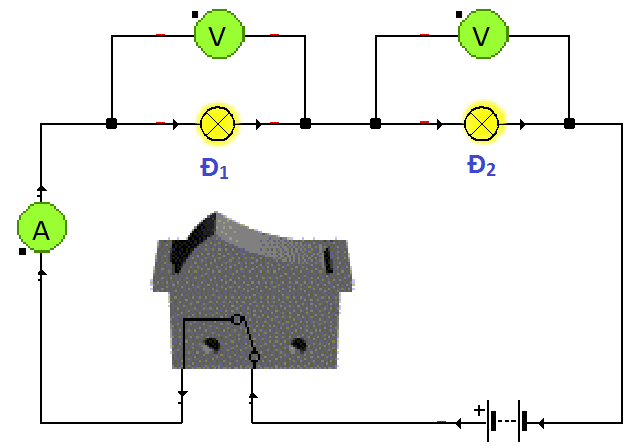 V V
Đ₁ Đ₂
A
+